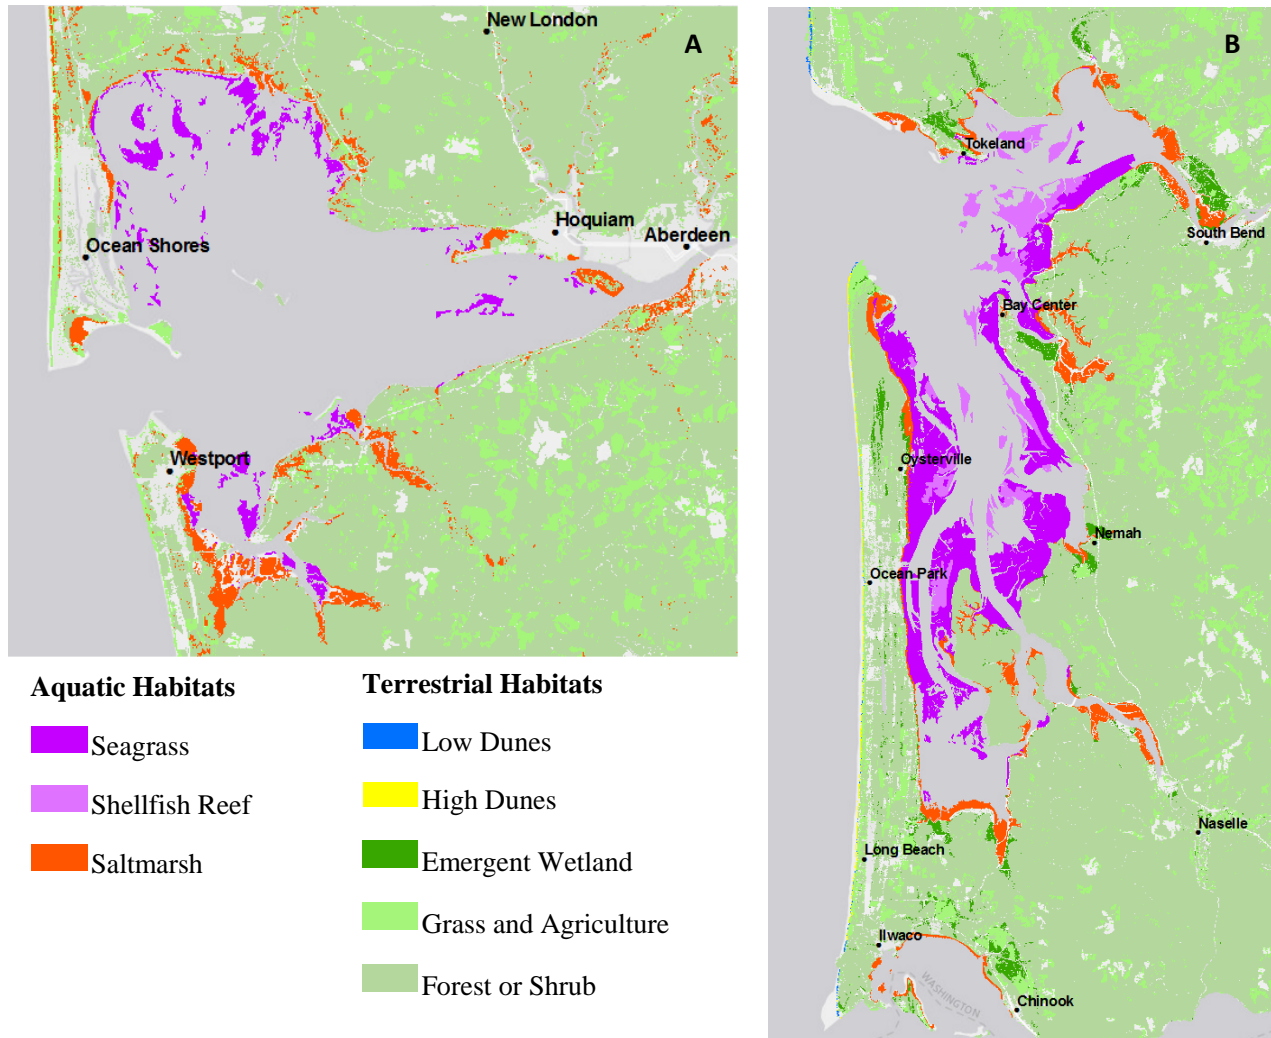 New London
A
Hoquiam
Aberdeen
Ocean Shores
Westport
B
Tokeland
South Bend
Bay Center
Oysterville
Nemah
Ocean Park
Naselle
Long Beach
Ilwaco
WASHINGTON
Chinook
Aquatic Habitats
Seagrass
Shellfish Reef
Saltmarsh
Terrestrial Habitats
Low Dunes
High Dunes
Emergent Wetland
Grass and Agriculture
Forest or Shrub